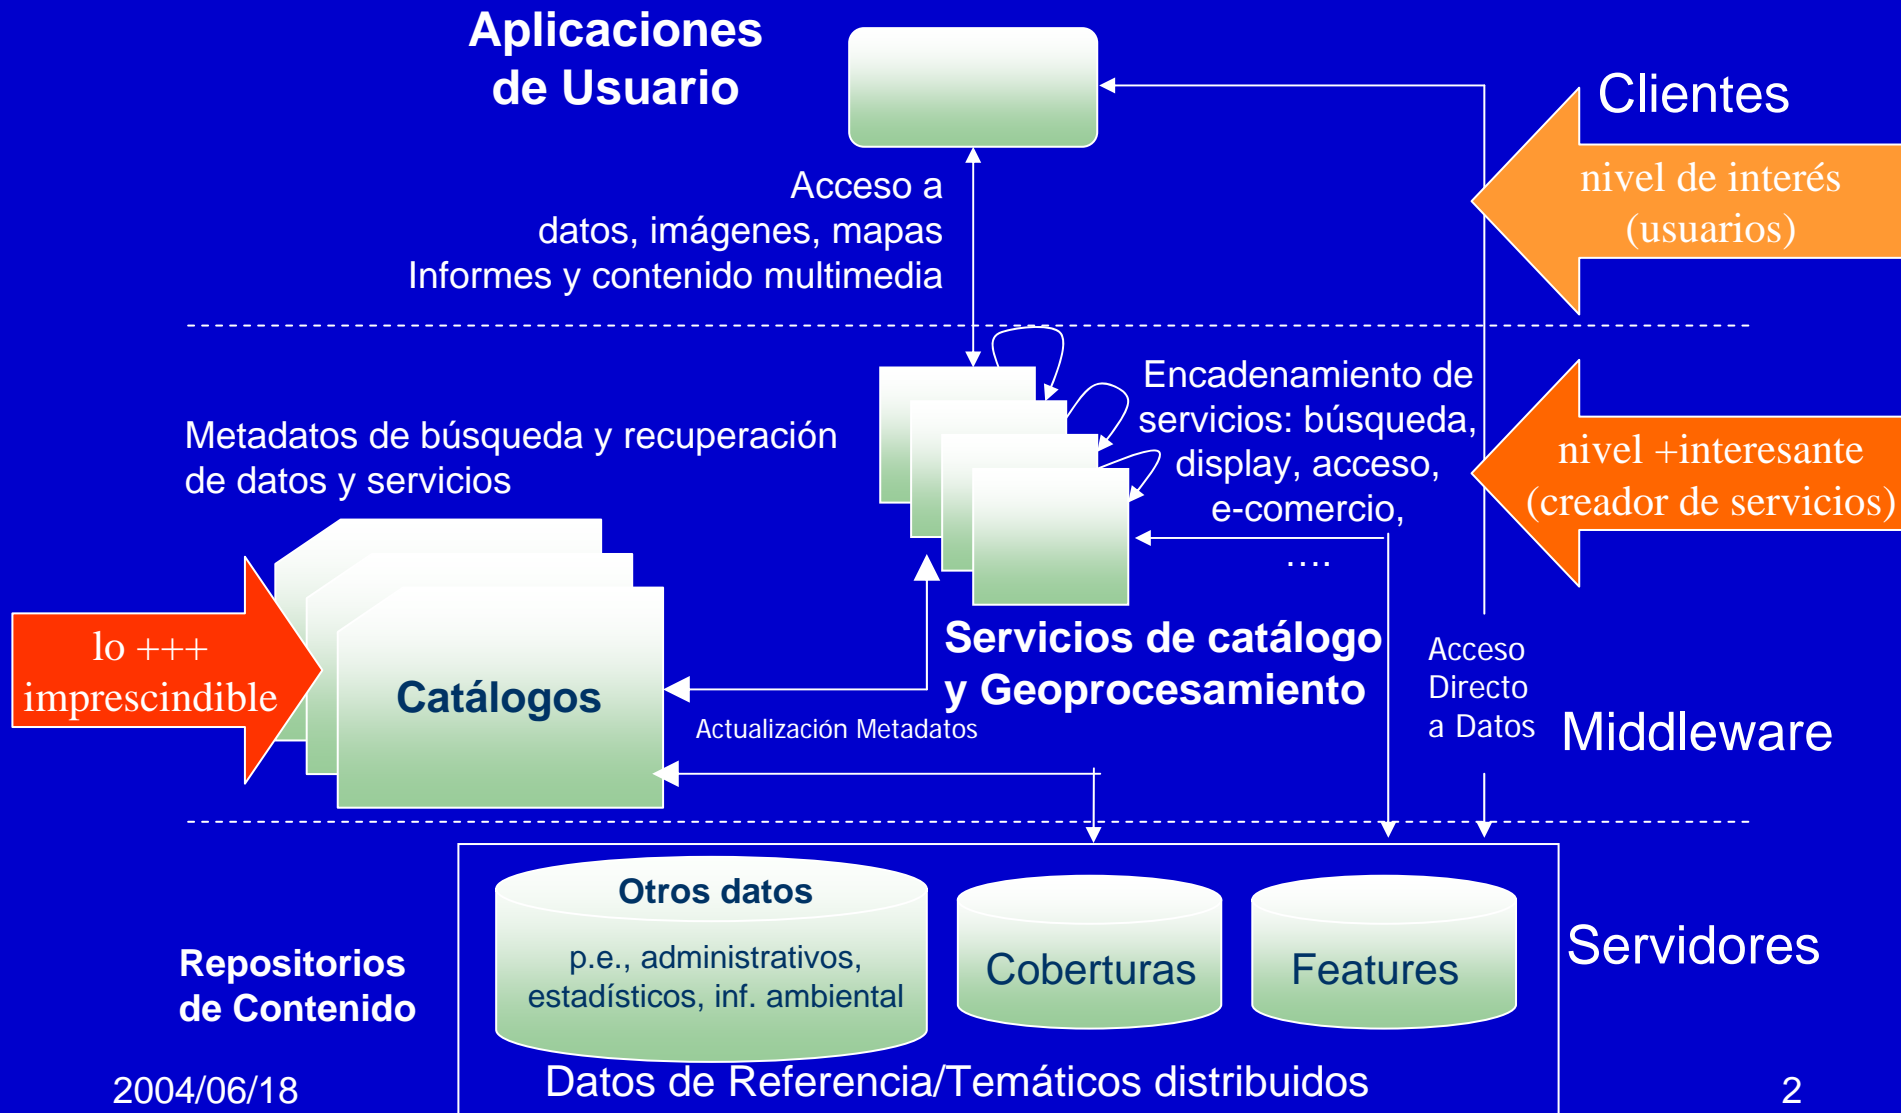 Aplicaciones
de Usuario
Clientes
nivel de interés
(usuarios)
Acceso a
datos, imágenes, mapas
Informes y contenido multimedia
Encadenamiento de
servicios: búsqueda,
display, acceso,
e-comercio,
....
nivel +interesante
(creador de servicios)
Metadatos de búsqueda y recuperación
de datos y servicios
lo +++
imprescindible
Catálogos
Servicios de catálogo
y Geoprocesamiento
Actualización Metadatos
Acceso
Directo
a Datos
Middleware
Otros datos
p.e., administrativos,
estadísticos, inf. ambiental
Coberturas
Features
Servidores
Repositorios
de Contenido
Datos de Referencia/Temáticos distribuidos
2004/06/18
2